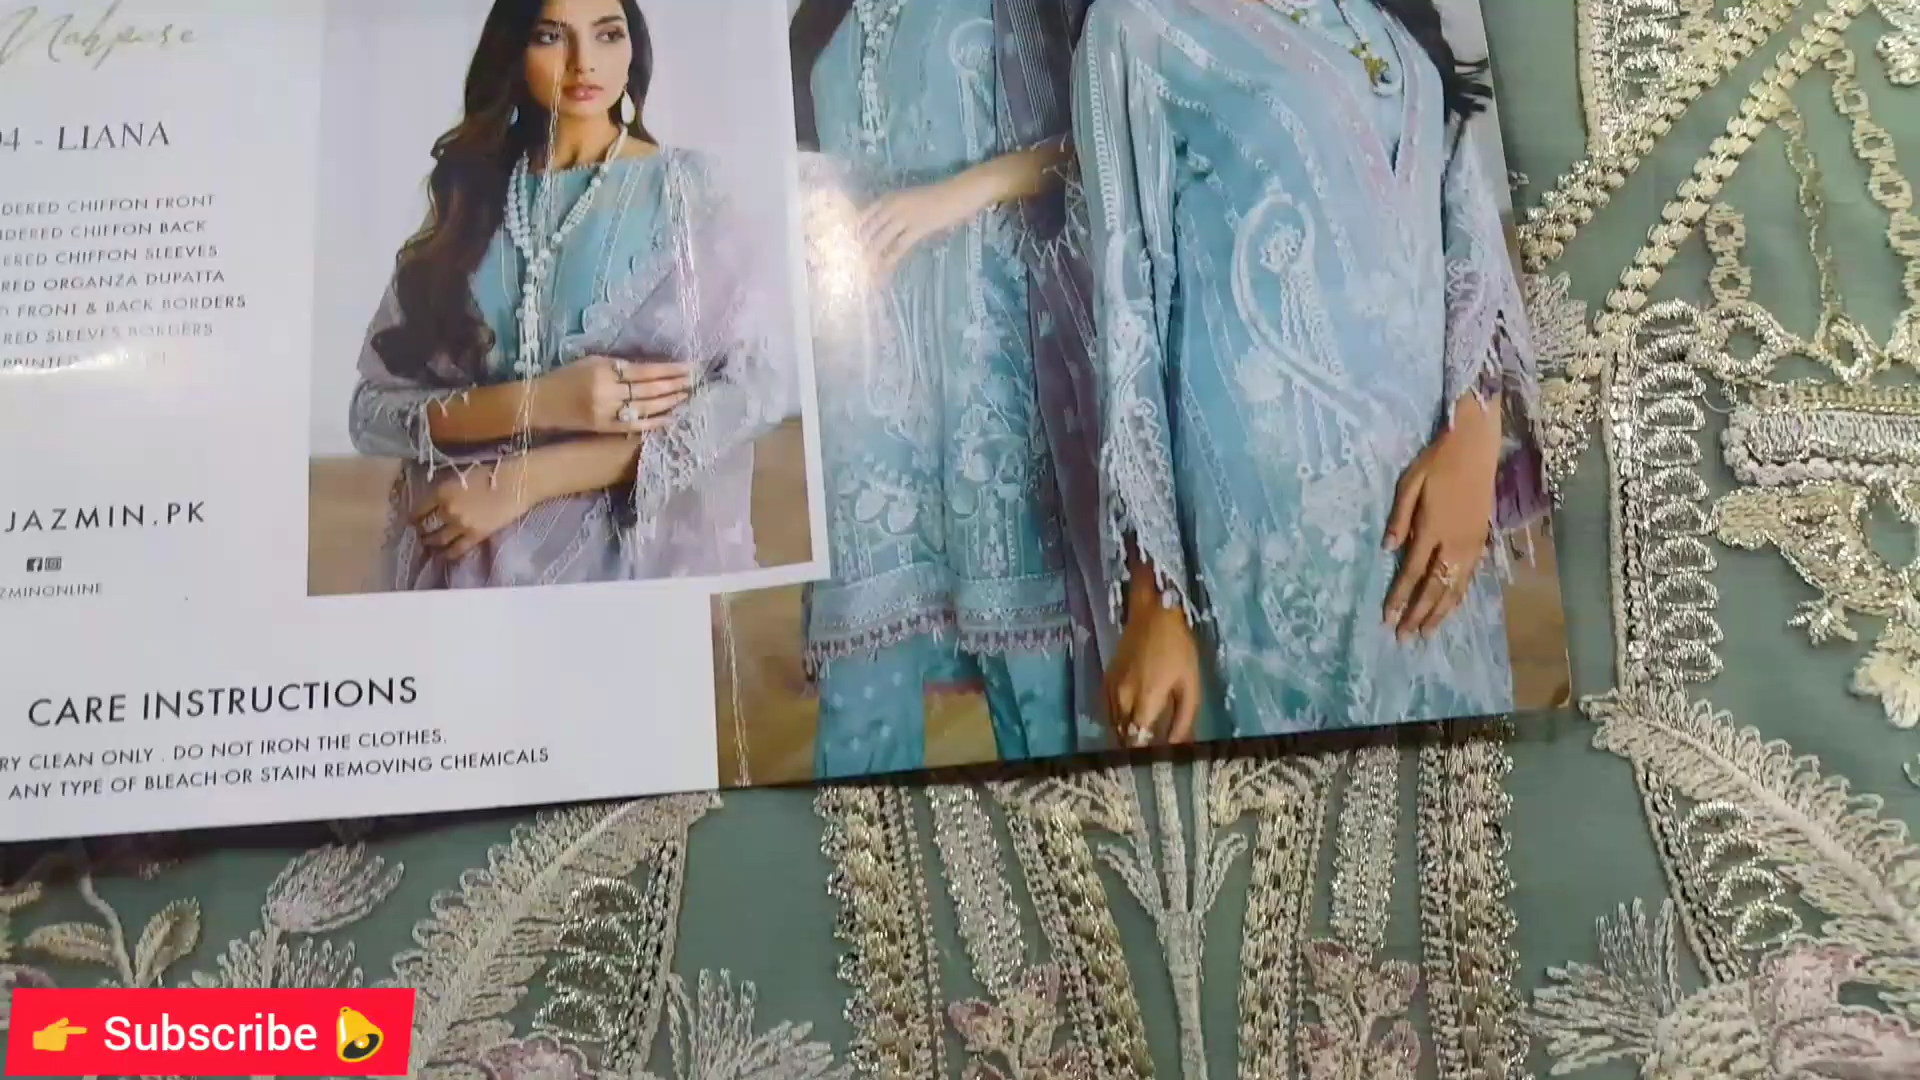 04 - LIANA
DERED CHIFFON FRONT
IDERED CHIFFON BACK
ERED CHIFFON SLEEVES
RED ORGANZA DUPATTA
D FRONT & BACK BORDERS
RED SLEEVES BORDERS
JAZMIN.PK
ZMINONLINE
CARE INSTRUCTIONS
RY CLEAN ONLY . DO NOT IRON THE CLOTHES.
ANY TYPE OF BLEACH OR STAIN REMOVING CHEMICALS
Subscribe